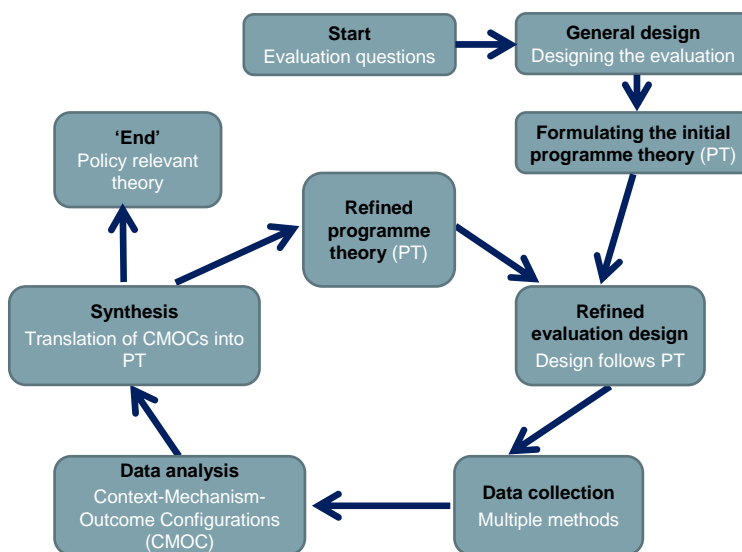 Start
Evaluation questions
General design
Designing the evaluation
Formulating the initial
programme theory (PT)
‘End’
Policy relevant
theory
Refined
programme
theory (PT)
Refined
evaluation design
Design follows PT
Synthesis
Translation of CMOCs into
PT
Data analysis
Context-Mechanism-
Outcome Configurations
(CMOC)
Data collection
Multiple methods